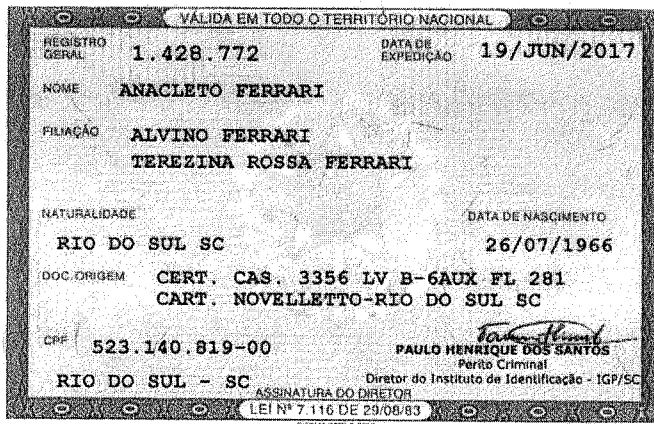 VÁLIDA EM TODO O TERRITÓRIO NACIONAL
REGISTRO GERAL 1.428.772 DATA DE EXPEDIÇÃO 19/JUN/2017
NOME ANACLETO FERRARI
FILIAÇÃO ALVINO FERRARI
TEREZINA ROSSA FERRARI
NATURALIDADE DATA DE NASCIMENTO
RIO DO SUL SC 26/07/1966
DOC. ORIGEM CERT. CAS. 3356 LV B-6AUX FL 281
CART. NOVELLETTO-RIO DO SUL SC
CPF 523.140.819-00
PAULO HENRIQUE DOS SANTOS
Perito Criminal
RIO DO SUL - SC Diretor do Instituto de Identificação - IGP/SC
ASSINATURA DO DIRETOR
LEI Nº 7.116 DE 29/08/83